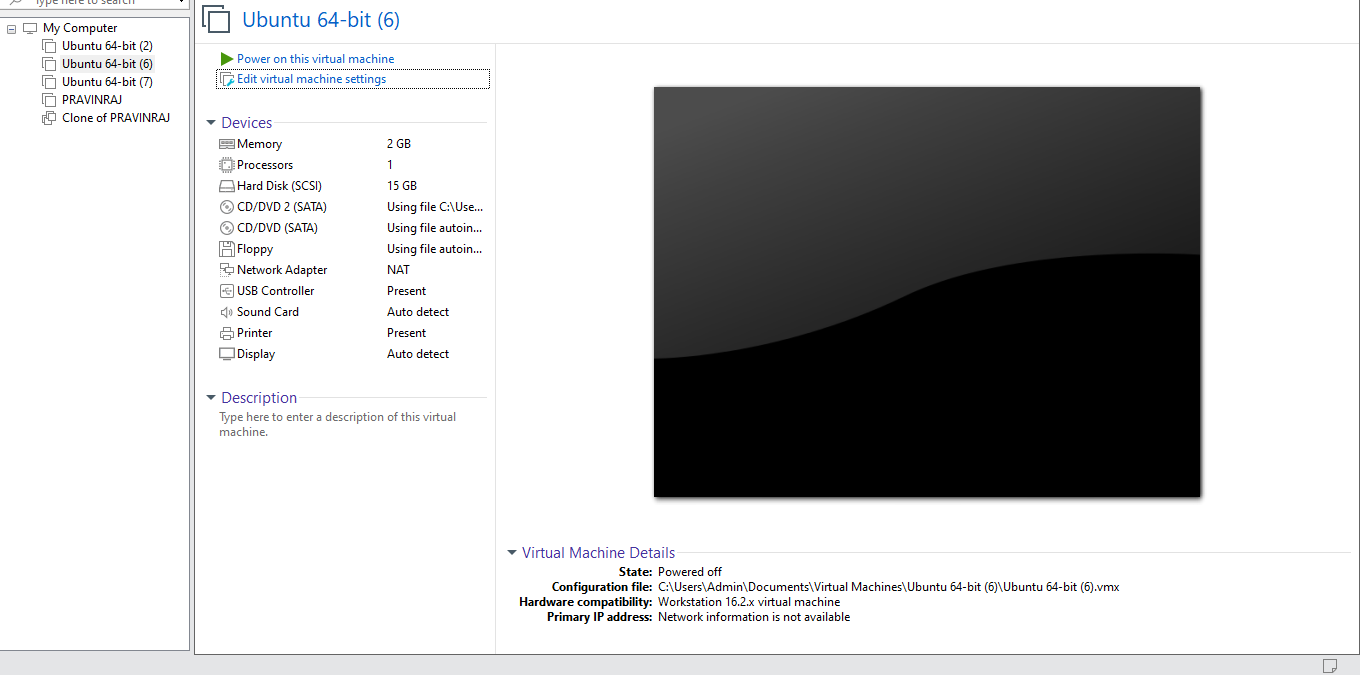 Type here to search
My Computer
Ubuntu 64-bit (2)
Ubuntu 64-bit (6)
Ubuntu 64-bit (7)
PRAVINRAJ
Clone of PRAVINRAJ
Ubuntu 64-bit (6)
Power on this virtual machine
Edit virtual machine settings
Devices
Memory 2 GB
Processors 1
Hard Disk (SCSI) 15 GB
CD/DVD 2 (SATA) Using file C:\Use...
CD/DVD (SATA) Using file autoin...
Floppy Using file autoin...
Network Adapter NAT
USB Controller Present
Sound Card Auto detect
Printer Present
Display Auto detect
Description
Type here to enter a description of this virtual
machine.
Virtual Machine Details
State: Powered off
Configuration file: C:\Users\Admin\Documents\Virtual Machines\Ubuntu 64-bit (6)\Ubuntu 64-bit (6).vmx
Hardware compatibility: Workstation 16.2.x virtual machine
Primary IP address: Network information is not available